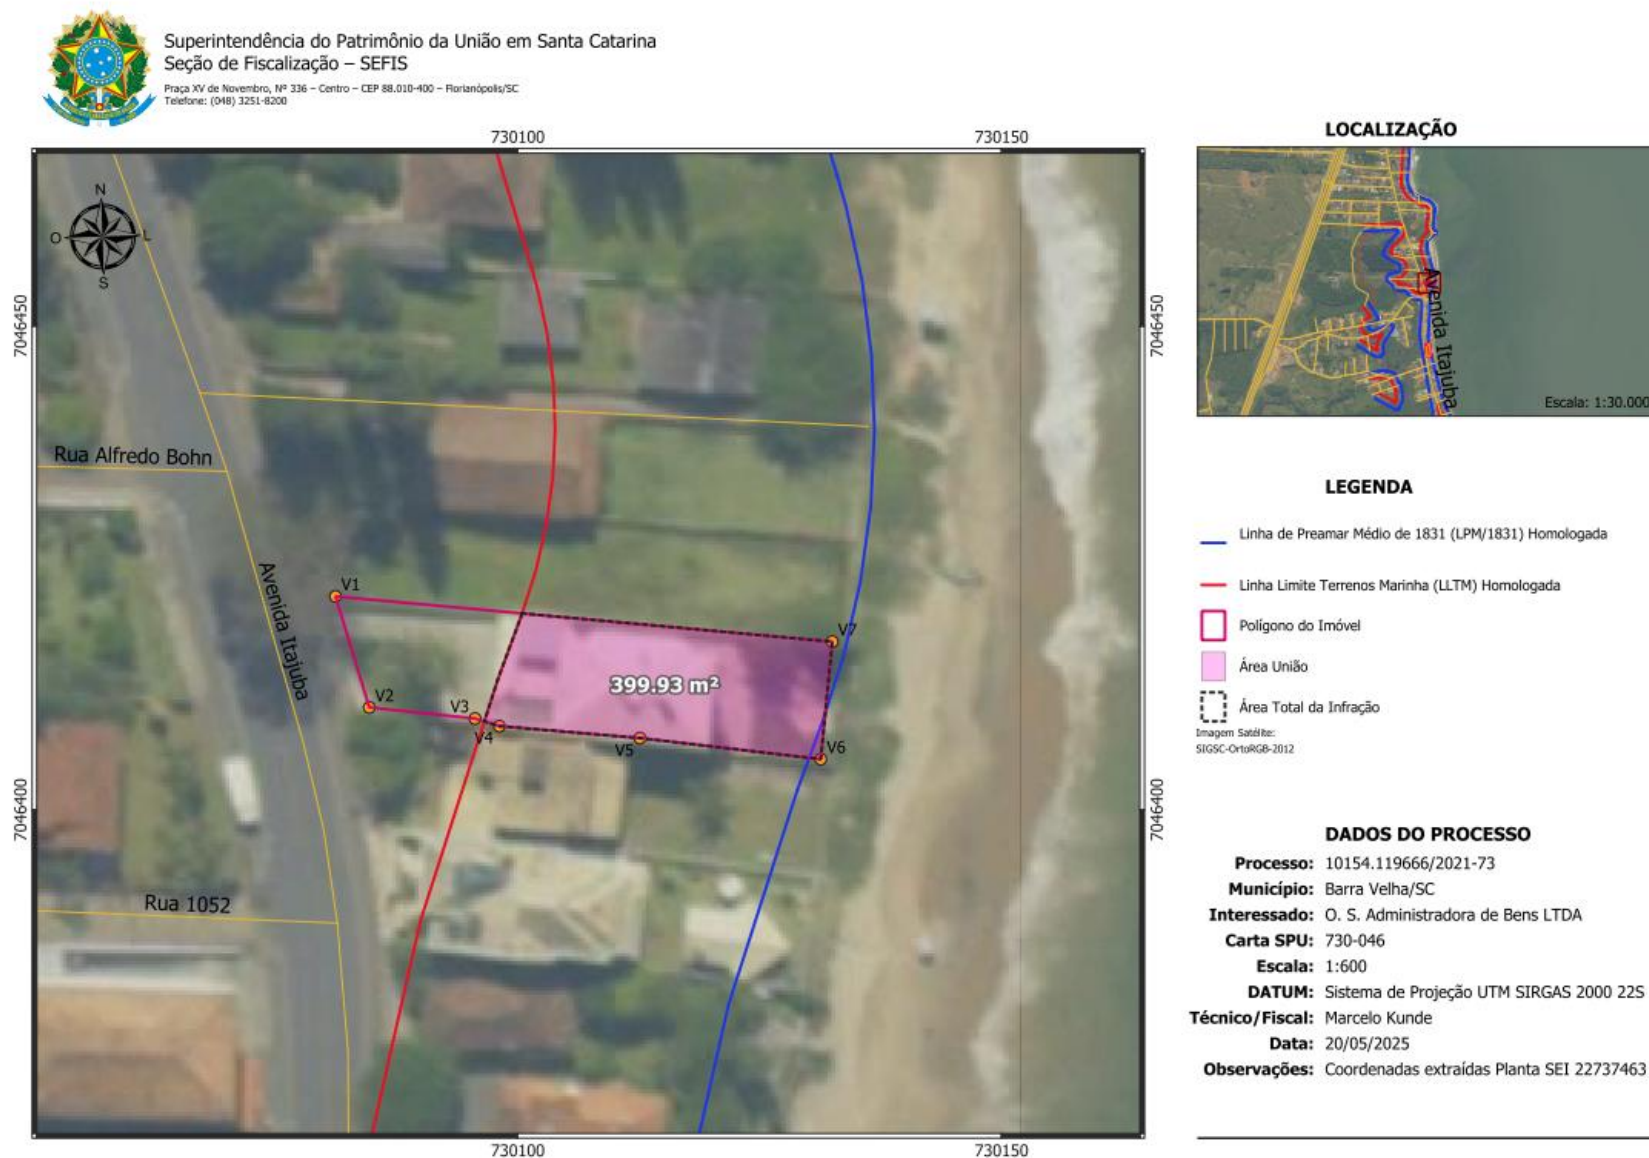 Superintendência do Patrimônio da União em Santa Catarina
Seção de Fiscalização – SEFIS
Praça XV de Novembro, Nº 336 – Centro – CEP 88.010-400 – Florianópolis/SC
Telefone: (048) 3251-8200
730100
730150
LOCALIZAÇÃO
N
O
L
S
7046450
7046450
Avenida Itajuba
Escala: 1:30.000
Rua Alfredo Bohn
Avenida Itajuba
V1
V2
V3
V4
V5
V6
V7
399.93 m²
7046400
7046400
Rua 1052
730100
730150
LEGENDA
Linha de Preamar Médio de 1831 (LPM/1831) Homologada
Linha Limite Terrenos Marinha (LLTM) Homologada
Polígono do Imóvel
Área União
Área Total da Infração
Imagem Satélite:
SIGSC-OrtoRGB-2012
DADOS DO PROCESSO
Processo: 10154.119666/2021-73
Município: Barra Velha/SC
Interessado: O. S. Administradora de Bens LTDA
Carta SPU: 730-046
Escala: 1:600
DATUM: Sistema de Projeção UTM SIRGAS 2000 22S
Técnico/Fiscal: Marcelo Kunde
Data: 20/05/2025
Observações: Coordenadas extraídas Planta SEI 22737463